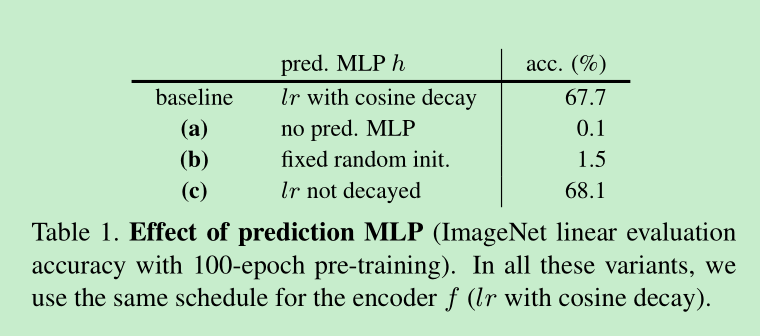 pred. MLP h acc. (%)
baseline lr with cosine decay 67.7
(a) no pred. MLP 0.1
(b) fixed random init. 1.5
(c) lr not decayed 68.1
Table 1. Effect of prediction MLP (ImageNet linear evaluation
accuracy with 100-epoch pre-training). In all these variants, we
use the same schedule for the encoder f (lr with cosine decay).